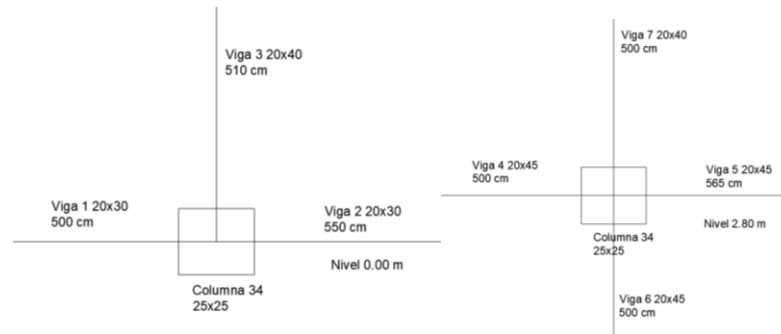 Viga 3 20x40
510 cm
Viga 1 20x30
500 cm
Viga 2 20x30
550 cm
Nivel 0.00 m
Columna 34
25x25
Viga 7 20x40
500 cm
Viga 4 20x45
500 cm
Viga 5 20x45
565 cm
Nivel 2.80 m
Columna 34
25x25
Viga 6 20x45
500 cm